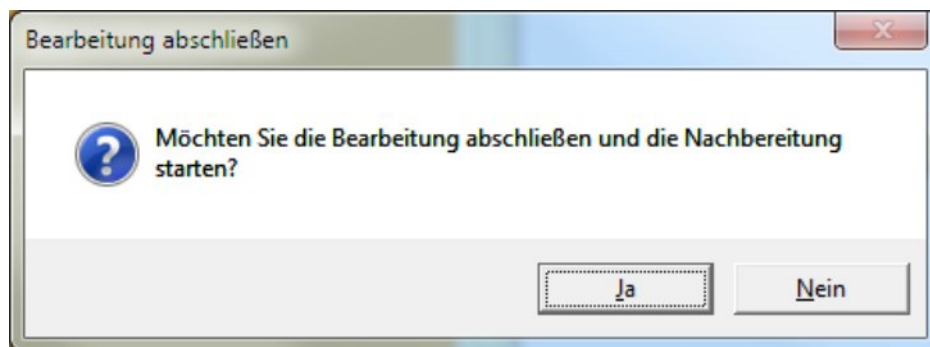 Bearbeitung abschließen
Möchten Sie die Bearbeitung abschließen und die Nachbereitung
starten?
Ja
Nein